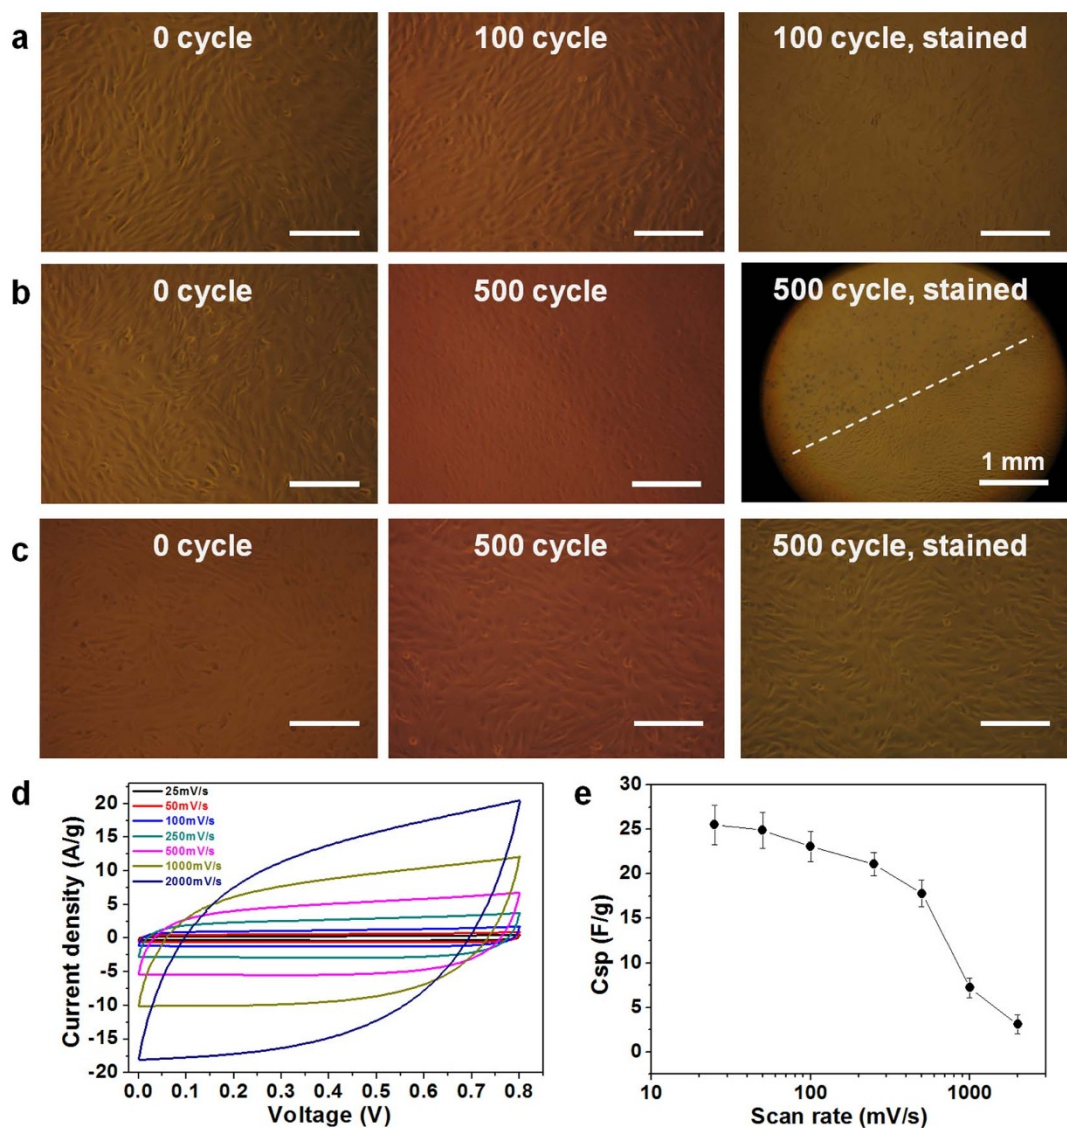 a
0 cycle
100 cycle
100 cycle, stained
b
0 cycle
500 cycle
500 cycle, stained
1 mm
c
0 cycle
500 cycle
500 cycle, stained
d
Current density (A/g)
20
15
10
5
0
-5
-10
-15
-20
25mV/s
50mV/s
100mV/s
250mV/s
500mV/s
1000mV/s
2000mV/s
0.0 0.1 0.2 0.3 0.4 0.5 0.6 0.7 0.8
Voltage (V)
e
Csp (F/g)
30
25
20
15
10
5
0
10 100 1000
Scan rate (mV/s)